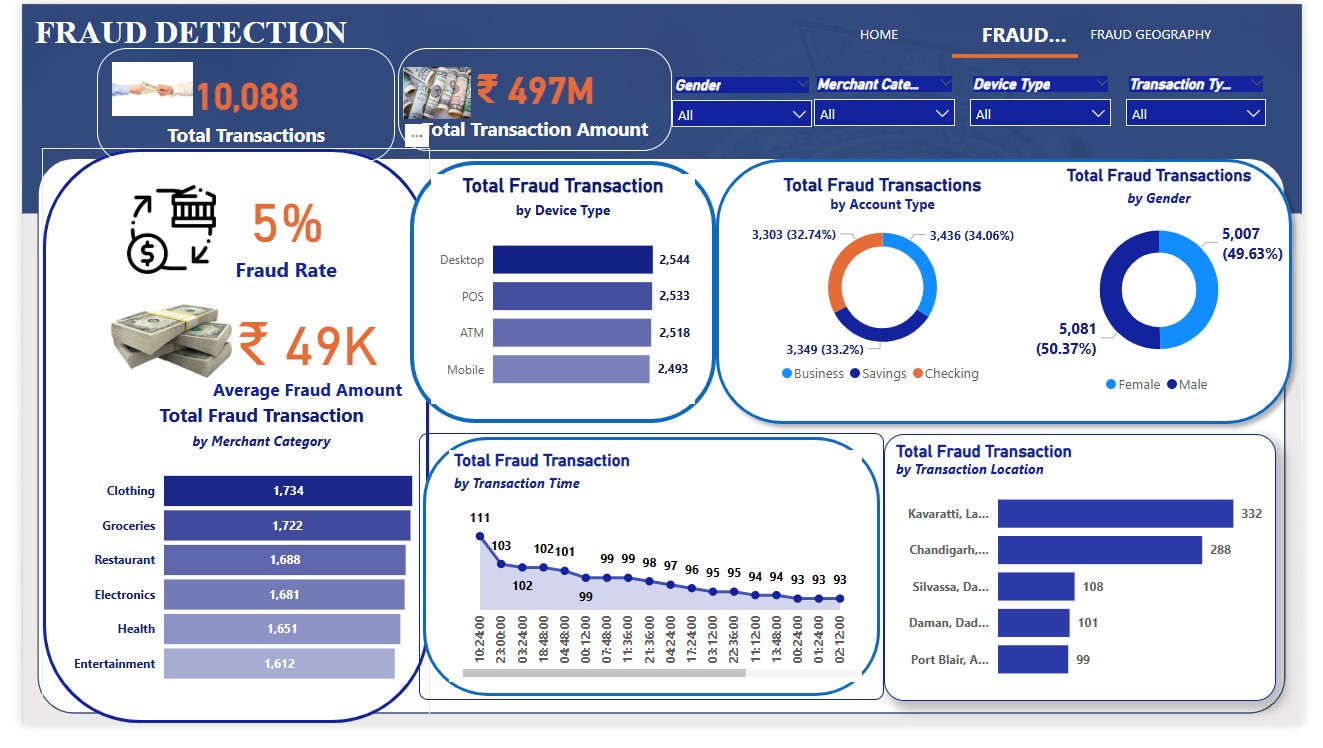 FRAUD DETECTION
HOME
FRAUD...
FRAUD GEOGRAPHY
10,088
Total Transactions
₹ 497M
Total Transaction Amount
Gender
All
Merchant Cate...
All
Device Type
All
Transaction Ty...
All
5%
Fraud Rate
₹ 49K
Average Fraud Amount
Total Fraud Transaction
by Merchant Category
Clothing 1,734
Groceries 1,722
Restaurant 1,688
Electronics 1,681
Health 1,651
Entertainment 1,612
Total Fraud Transaction
by Device Type
Desktop 2,544
POS 2,533
ATM 2,518
Mobile 2,493
Total Fraud Transactions
by Account Type
3,303 (32.74%)
3,436 (34.06%)
3,349 (33.2%)
Business Savings Checking
Total Fraud Transactions
by Gender
5,007
(49.63%)
5,081
(50.37%)
Female Male
Total Fraud Transaction
by Transaction Time
111 103 102 102 101 99 99 99 98 97 96 95 95 94 94 93 93 93
10:24:00 23:00:00 03:24:00 18:48:00 04:48:00 00:12:00 07:48:00 11:36:00 21:36:00 04:24:00 17:24:00 03:12:00 22:36:00 11:12:00 13:48:00 00:24:00 01:24:00 02:12:00
Total Fraud Transaction
by Transaction Location
Kavaratti, La... 332
Chandigarh,... 288
Silvassa, Da... 108
Daman, Dad... 101
Port Blair, A... 99